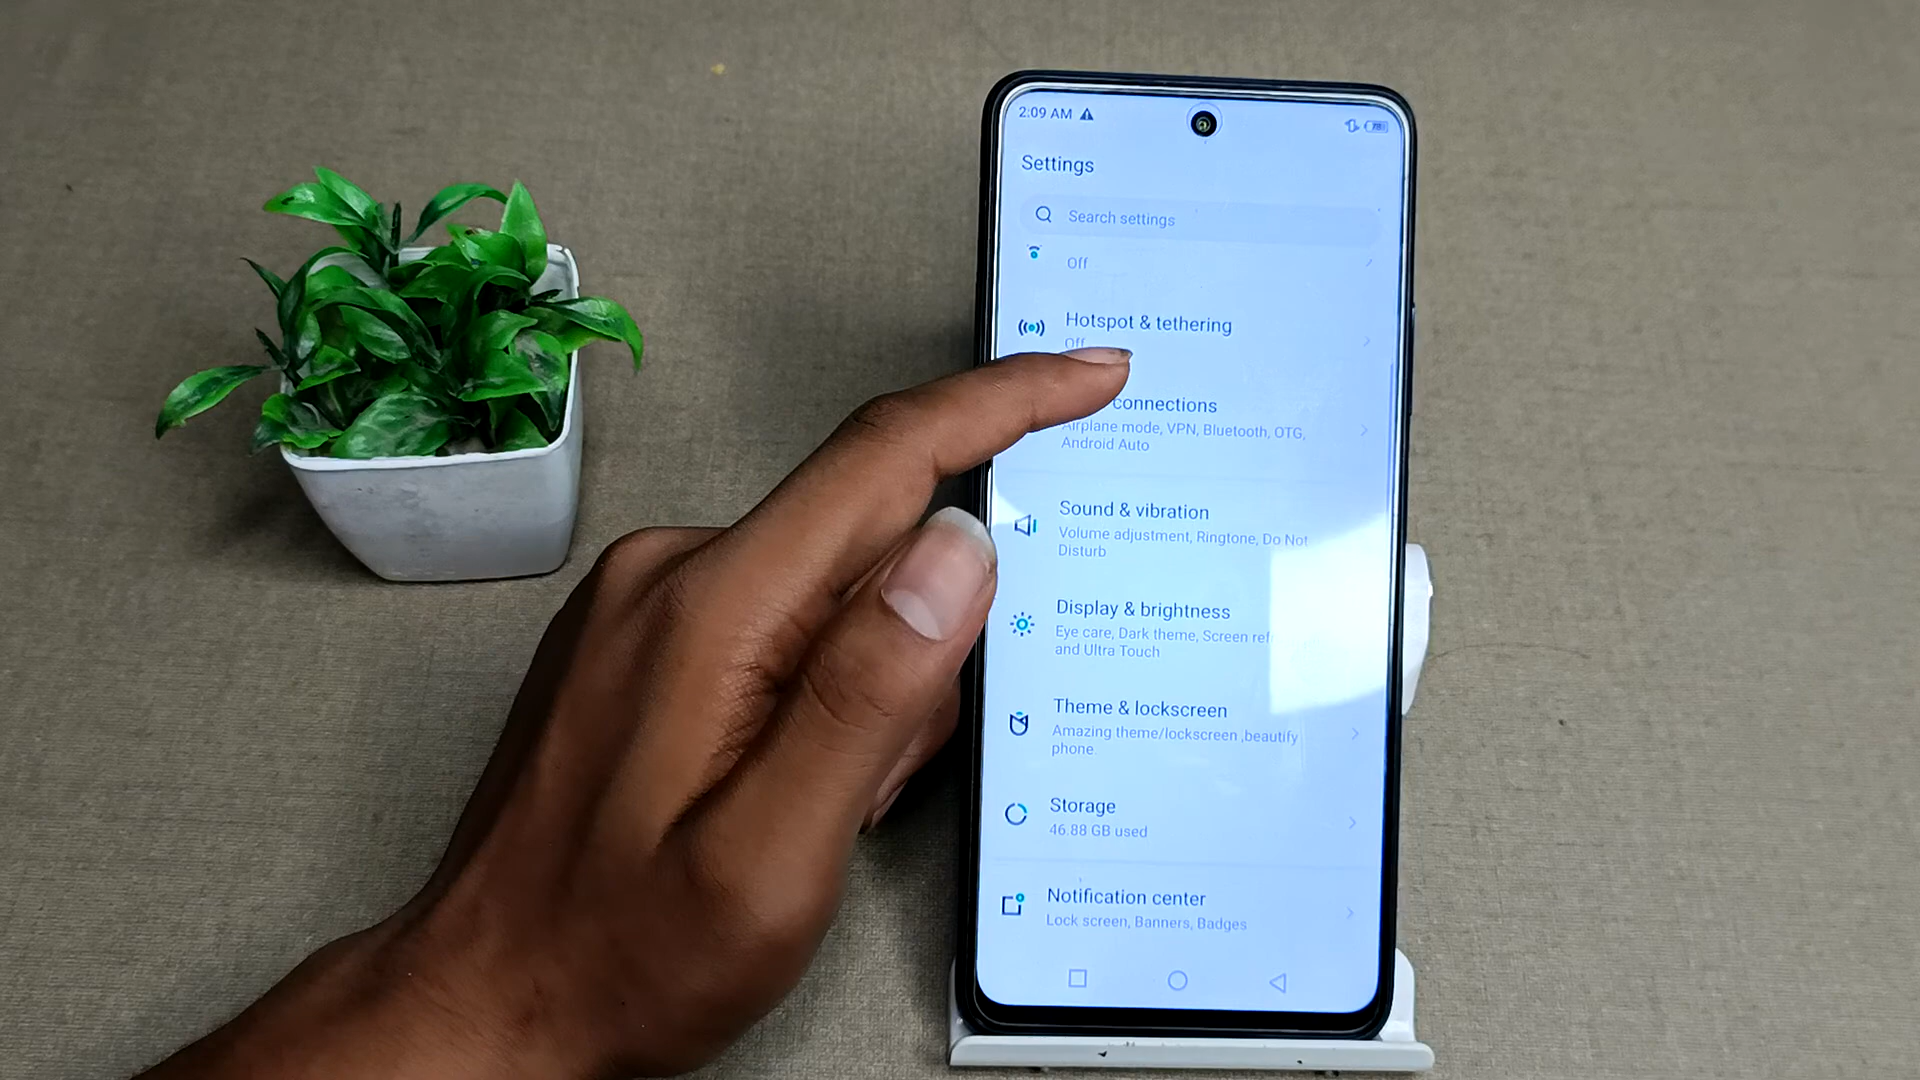 2:09 AM
Settings
Search settings
Off
Hotspot & tethering
Off
connections
Airplane mode, VPN, Bluetooth, OTG,
Android Auto
Sound & vibration
Volume adjustment, Ringtone, Do Not
Disturb
Display & brightness
Eye care, Dark theme, Screen
and Ultra Touch
Theme & lockscreen
Amazing theme/lockscreen ,beautify
phone
Storage
46.88 GB used
Notification center
Lock screen, Banners, Badges